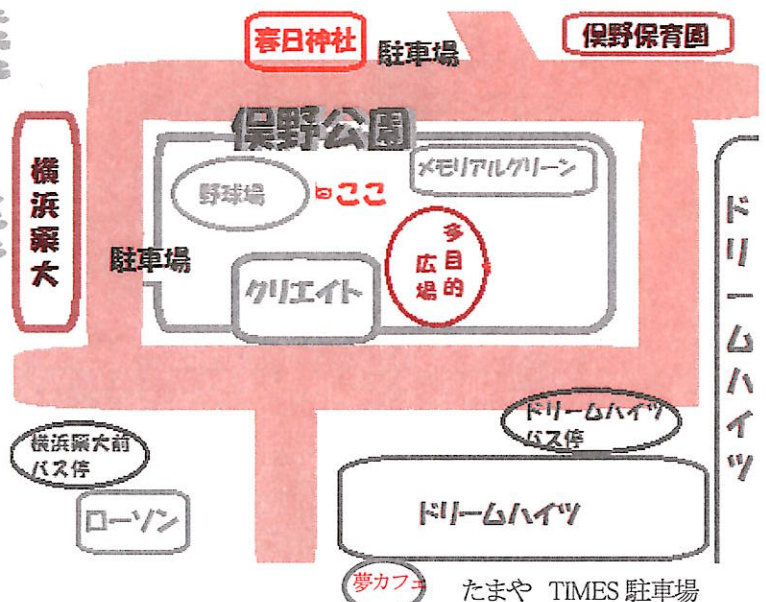 春日神社
駐車場
俣野保育園
俣野公園
横浜薬大
野球場
ここ
メモリアルグリーン
多目的
広場
駐車場
クリエイト
ドリームハイツ
ドリームハイツ
バス停
横浜薬大前
バス停
ローソン
ドリームハイツ
夢カフェ
たまや TIMES 駐車場